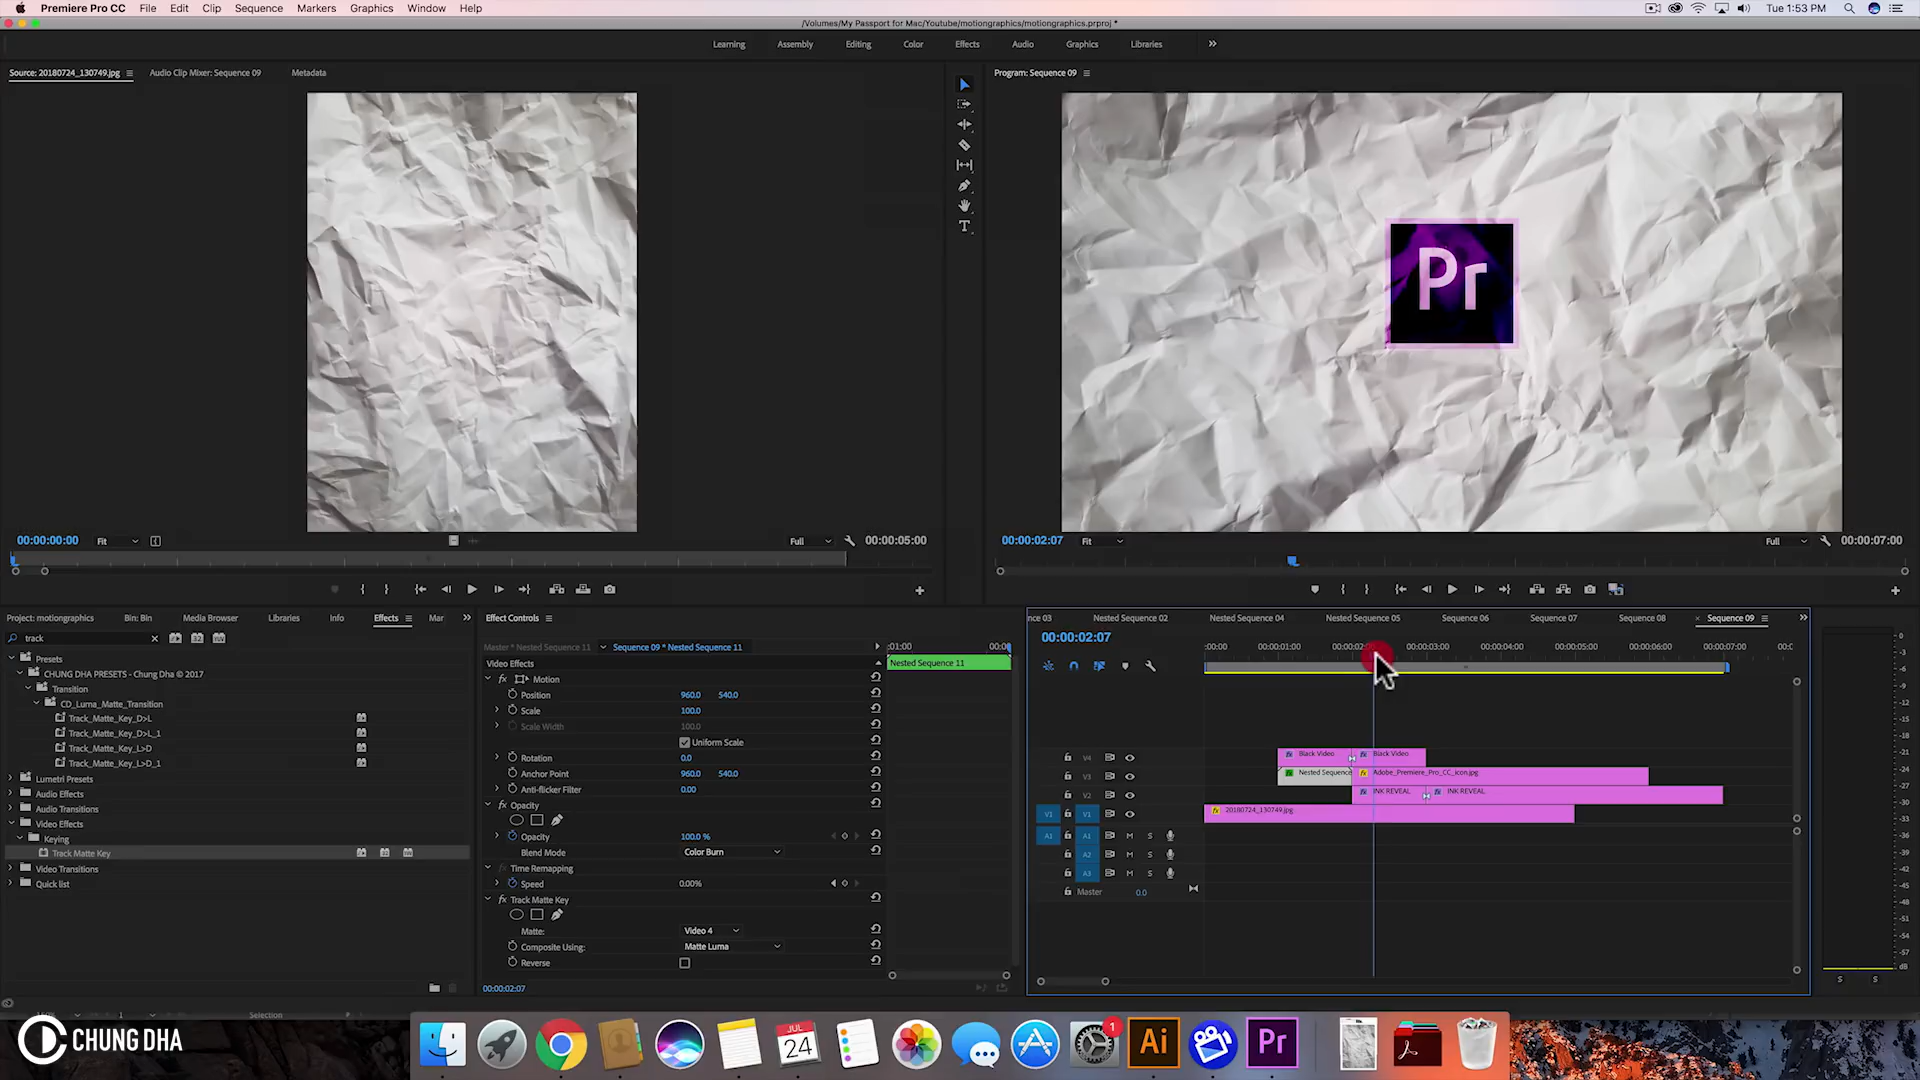 Premiere Pro CC File Edit Clip Sequence Markers Graphics Window Help Tue 1:53 PM
/Volumes/My Passport for Mac/Youtube/motiongraphics/motiongraphics.prproj *
Learning Assembly Editing Color Effects Audio Graphics Libraries
Source: 20180724_130749.jpg Audio Clip Mixer: Sequence 09 Metadata Program: Sequence 09
T
Pr
00:00:00:00 Fit Full 00:00:05:00 00:00:02:07 Fit Full 00:00:07:00
Project: motiongraphics Bin: Bin Media Browser Libraries Info Effects Mar
track
Presets
CHUNG DHA PRESETS - Chung Dha © 2017
Transition
CD_Luma_Matte_Transition
Track_Matte_Key_D>L
Track_Matte_Key_D>L_1
Track_Matte_Key_L>D
Track_Matte_Key_L>D_1
Lumetri Presets
Audio Effects
Audio Transitions
Video Effects
Keying
Track Matte Key
Video Transitions
Quick list
Effect Controls
Master * Nested Sequence 11 Sequence 09 * Nested Sequence 11 :01:00 00:00
Video Effects Nested Sequence 11
fx Motion
Position 960.0 540.0
Scale 100.0
Scale Width 100.0
Uniform Scale
Rotation 0.0
Anchor Point 960.0 540.0
Anti-flicker Filter 0.00
fx Opacity
Opacity 100.0 %
Blend Mode Color Burn
Time Remapping
Speed 0.00%
fx Track Matte Key
Matte: Video 4
Composite Using: Matte Luma
Reverse
00:00:02:07
nce 03 Nested Sequence 02 Nested Sequence 04 Nested Sequence 05 Sequence 06 Sequence 07 Sequence 08 Sequence 09
00:00:02:07
:00:00 00:00:01:00 00:00:03:00 00:00:04:00 00:00:05:00 00:00:06:00 00:00:07:00 00:0
V4 Black Video Black Video
V3 Nested Sequence Adobe_Premiere_Pro_CC_icon.jpg
V2 INK REVEAL INK REVEAL
V1 V1 20180724_130749.jpg
A1 A1 M S
A2 M S
A3 M S
Master 0.0
0
-3
-6
-9
-12
-15
-18
-21
-24
-27
-30
-33
-36
-39
-42
-45
-48
-51
-54
dB
S S
Selection
CHUNG DHA
JUL
24
1
Ai
Pr